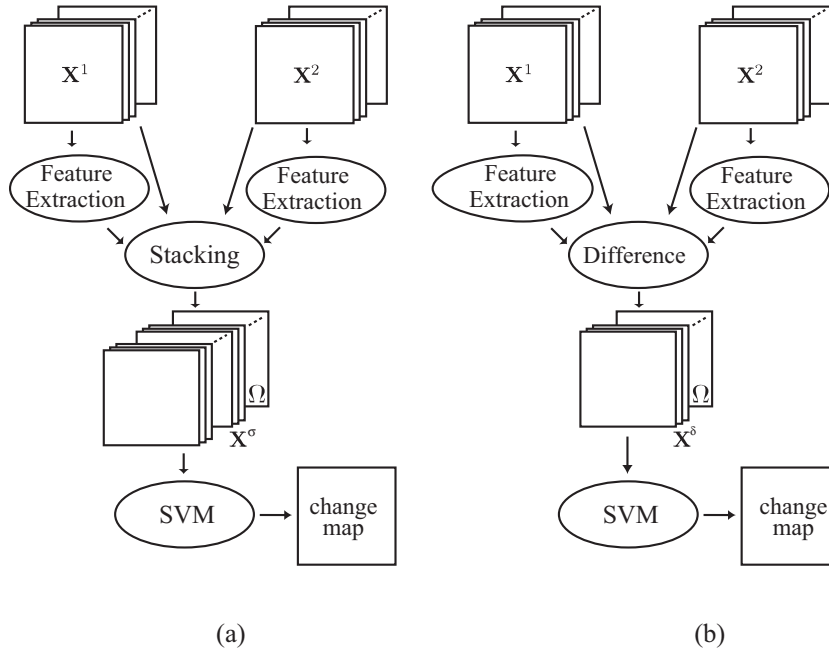 X¹
X²
Feature
Extraction
Feature
Extraction
Stacking
Ω
X^σ
SVM
change
map
(a)
X¹
X²
Feature
Extraction
Feature
Extraction
Difference
Ω
X^δ
SVM
change
map
(b)